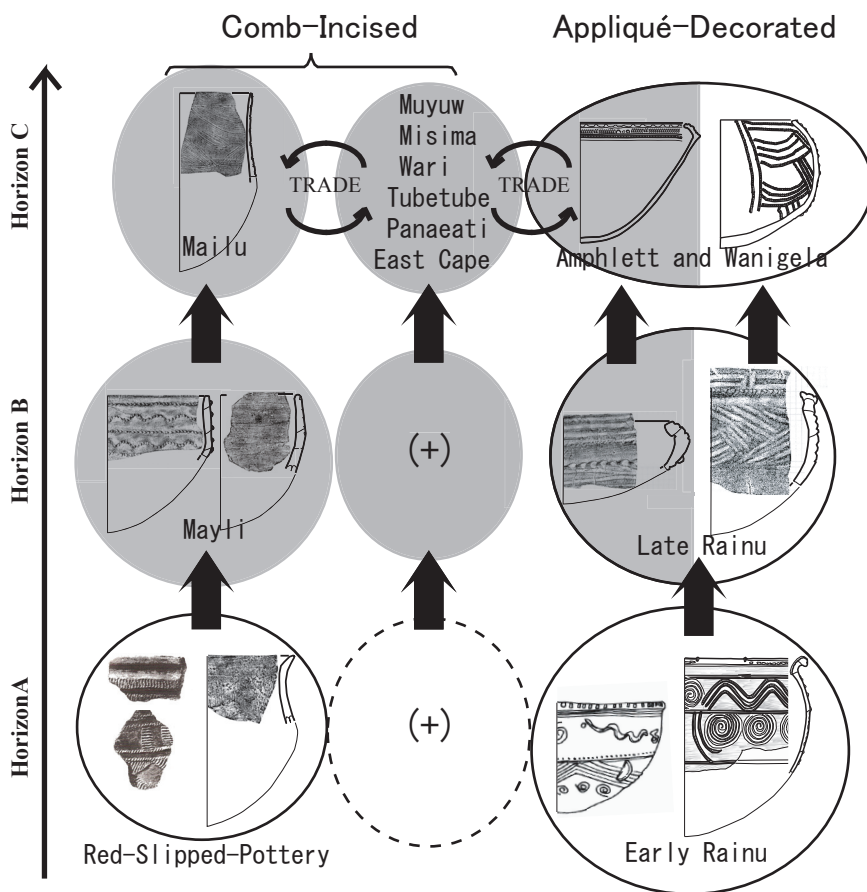 Comb-Incised
Appliqué-Decorated
Horizon C
Muyuw
Misima
Wari
Tubetube
Panaeati
East Cape
TRADE
TRADE
Mailu
Amphlett and Wanigela
Horizon B
(+)
Mayli
Late Rainu
HorizonA
(+)
Red-Slipped-Pottery
Early Rainu